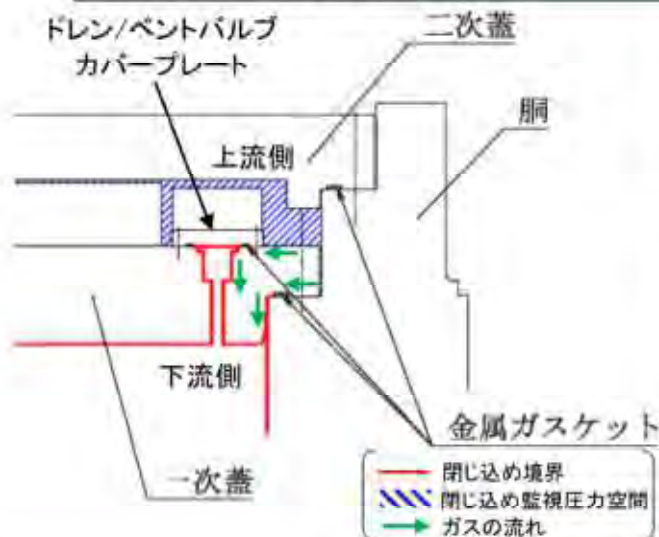 ドレン/ベントバルブ
カバープレート
二次蓋
胴
上流側
下流側
金属ガスケット
一次蓋
閉じ込め境界
閉じ込め監視圧力空間
ガスの流れ